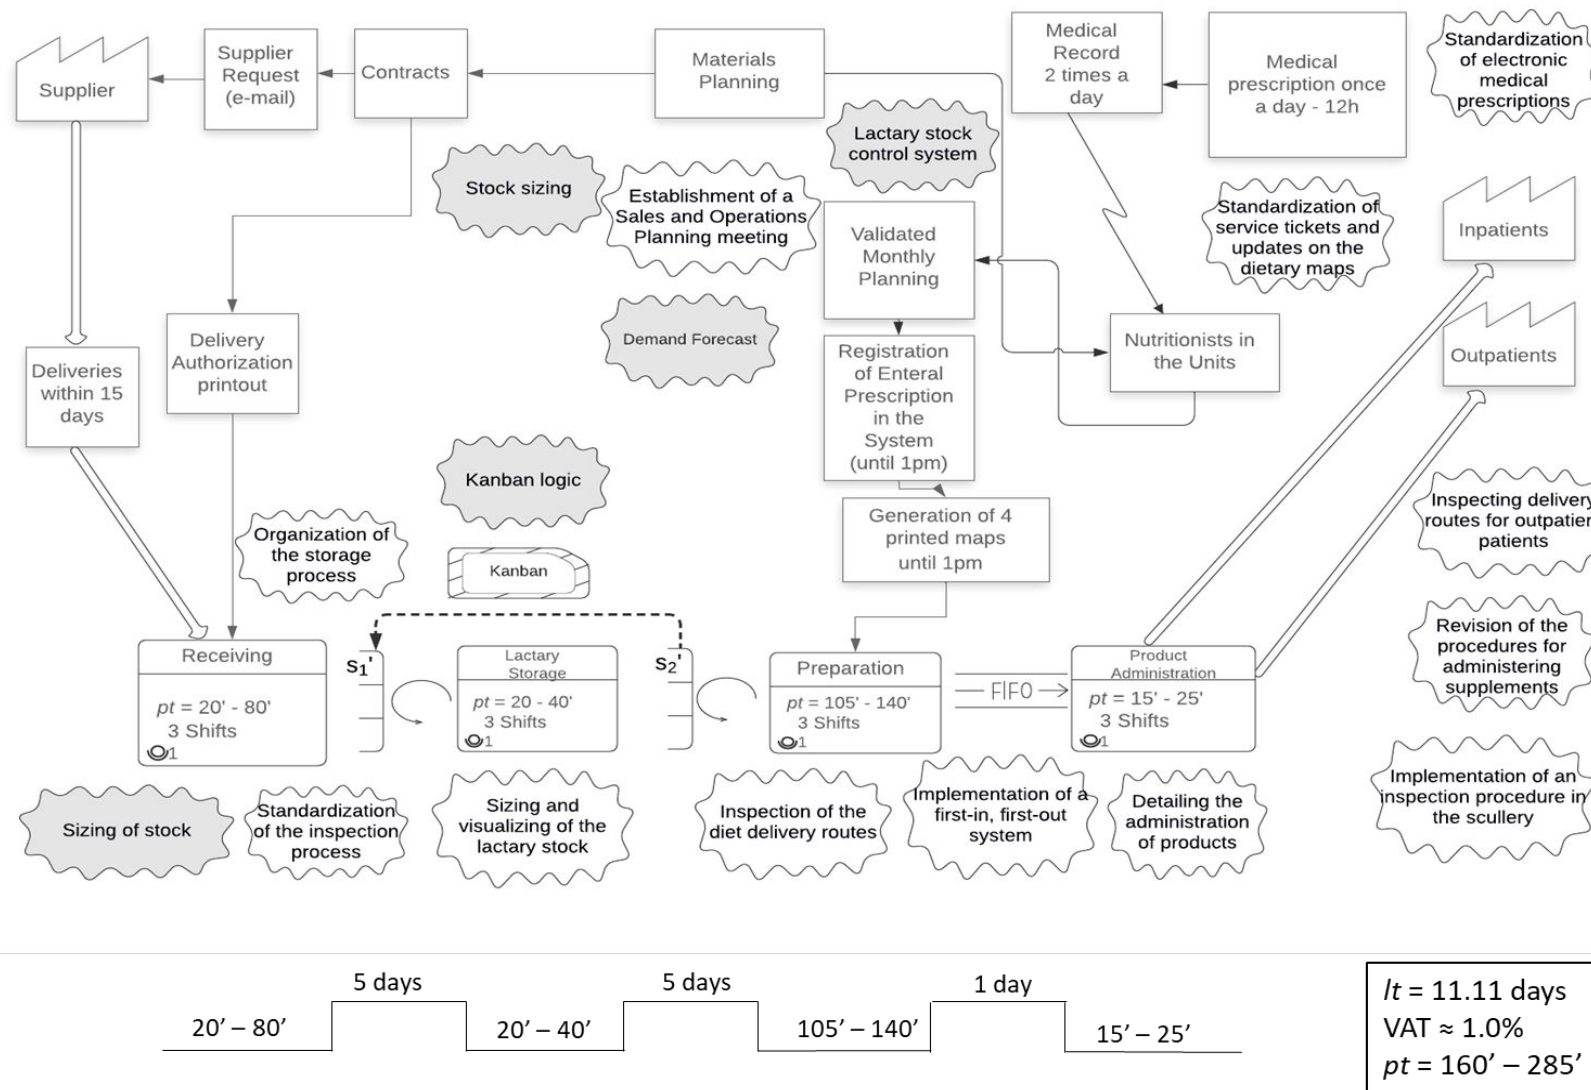 Supplier
Supplier
Request
(e-mail)
Contracts
Materials
Planning
Medical
Record
2 times a
day
Medical
prescription once
a day - 12h
Standardization
of electronic
medical
prescriptions
Stock sizing
Establishment of a
Sales and Operations
Planning meeting
Lactary stock
control system
Validated
Monthly
Planning
Standardization of
service tickets and
updates on the
dietary maps
Inpatients
Deliveries
within 15
days
Delivery
Authorization
printout
Demand Forecast
Registration
of Enteral
Prescription
in the
System
(until 1pm)
Nutritionists in
the Units
Outpatients
Kanban logic
Organization of
the storage
process
Kanban
Generation of 4
printed maps
until 1pm
Inspecting delivery
routes for outpatien
patients
Revision of the
procedures for
administering
supplements
Receiving
pt = 20' - 80'
3 Shifts
1
S1'
Lactary
Storage
pt = 20 - 40'
3 Shifts
1
S2'
Preparation
pt = 105' - 140'
3 Shifts
1
FIFO
Product
Administration
pt = 15' - 25'
3 Shifts
1
Sizing of stock
Standardization
of the inspection
process
Sizing and
visualizing of the
lactary stock
Inspection of the
diet delivery routes
Implementation of a
first-in, first-out
system
Detailing the
administration
of products
Implementation of an
inspection procedure in
the scullery
20’ – 80’
5 days
20’ – 40’
5 days
105’ – 140’
1 day
15’ – 25’
lt = 11.11 days
VAT ≈ 1.0%
pt = 160’ – 285’